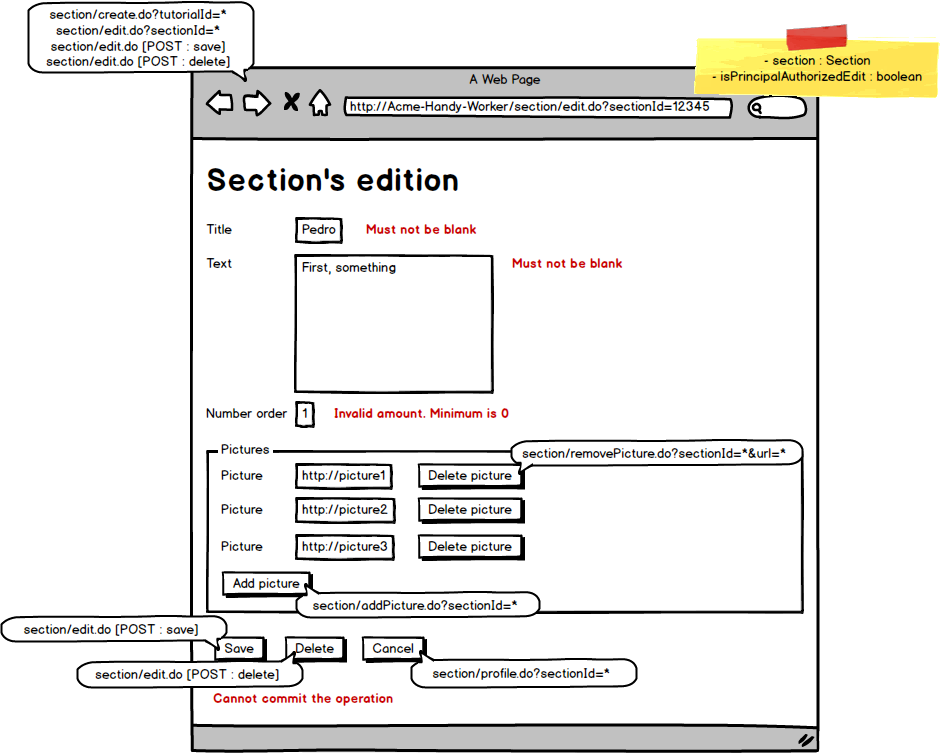 section/create.do?tutorialId=*
section/edit.do?sectionId=*
section/edit.do [POST : save]
section/edit.do [POST : delete]
- section : Section
- isPrincipalAuthorizedEdit : boolean
A Web Page
http://Acme-Handy-Worker/section/edit.do?sectionId=12345
Section's edition
Title Pedro Must not be blank
Text First, something Must not be blank
Number order 1 Invalid amount. Minimum is 0
Pictures
section/removePicture.do?sectionId=*&url=*
Picture http://picture1 Delete picture
Picture http://picture2 Delete picture
Picture http://picture3 Delete picture
Add picture
section/addPicture.do?sectionId=*
section/edit.do [POST : save]
Save Delete Cancel
section/edit.do [POST : delete]
section/profile.do?sectionId=*
Cannot commit the operation